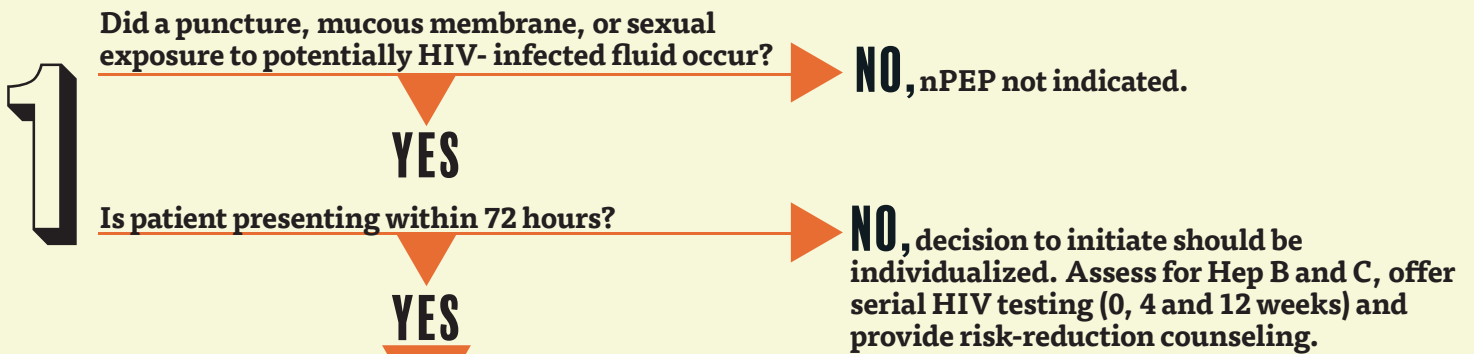 1
Did a puncture, mucous membrane, or sexual
exposure to potentially HIV- infected fluid occur?
NO, nPEP not indicated.
YES
Is patient presenting within 72 hours?
NO, decision to initiate should be
individualized. Assess for Hep B and C, offer
serial HIV testing (0, 4 and 12 weeks) and
provide risk-reduction counseling.
YES